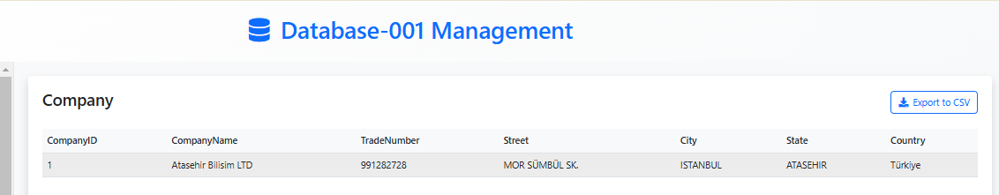 Database-001 Management
Company
Export to CSV
CompanyID CompanyName TradeNumber Street City State Country
1 Atasehir Bilisim LTD 991282728 MOR SÜMBÜL SK. ISTANBUL ATASEHIR Türkiye